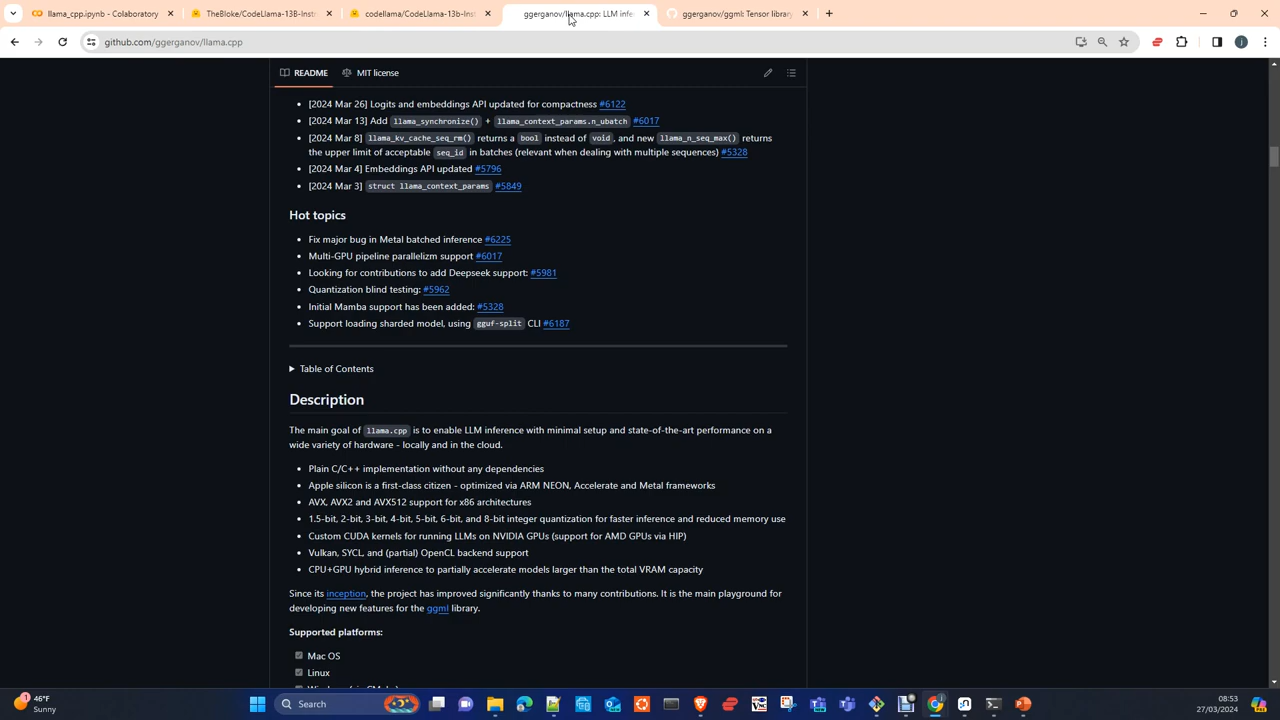 llama_cpp.ipynb - Colaboratory
TheBloke/CodeLlama-13B-Instr
codellama/CodeLlama-13b-Inst
ggerganov/llama.cpp: LLM infe
ggerganov/ggml: Tensor library
github.com/ggerganov/llama.cpp
README
MIT license
[2024 Mar 26] Logits and embeddings API updated for compactness #6122
[2024 Mar 13] Add llama_synchronize() + llama_context_params.n_ubatch #6017
[2024 Mar 8] llama_kv_cache_seq_rm() returns a bool instead of void, and new llama_n_seq_max() returns
the upper limit of acceptable seq_id in batches (relevant when dealing with multiple sequences) #5328
[2024 Mar 4] Embeddings API updated #5796
[2024 Mar 3] struct llama_context_params #5849
Hot topics
Fix major bug in Metal batched inference #6225
Multi-GPU pipeline parallelizm support #6017
Looking for contributions to add Deepseek support: #5981
Quantization blind testing: #5962
Initial Mamba support has been added: #5328
Support loading sharded model, using gguf-split CLI #6187
Table of Contents
Description
The main goal of llama.cpp is to enable LLM inference with minimal setup and state-of-the-art performance on a
wide variety of hardware - locally and in the cloud.
Plain C/C++ implementation without any dependencies
Apple silicon is a first-class citizen - optimized via ARM NEON, Accelerate and Metal frameworks
AVX, AVX2 and AVX512 support for x86 architectures
1.5-bit, 2-bit, 3-bit, 4-bit, 5-bit, 6-bit, and 8-bit integer quantization for faster inference and reduced memory use
Custom CUDA kernels for running LLMs on NVIDIA GPUs (support for AMD GPUs via HIP)
Vulkan, SYCL, and (partial) OpenCL backend support
CPU+GPU hybrid inference to partially accelerate models larger than the total VRAM capacity
Since its inception, the project has improved significantly thanks to many contributions. It is the main playground for
developing new features for the ggml library.
Supported platforms:
Mac OS
Linux
46°F
Sunny
Search
08:53
27/03/2024